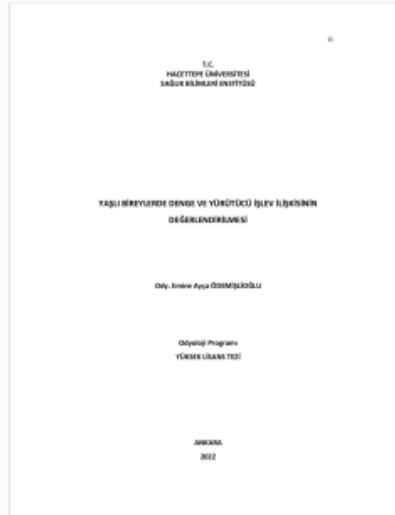 iii
T.C.
HACETTEPE ÜNİVERSİTESİ
SAĞLIK BİLİMLERİ ENSTİTÜSÜ
YAŞLI BİREYLERDE DENGE VE YÜRÜTÜCÜ İŞLEV İLİŞKİSİNİN
DEĞERLENDİRİLMESİ
Ody. Emine Ayça ÖDEMİŞLİOĞLU
Odyoloji Programı
YÜKSEK LİSANS TEZİ
ANKARA
2022